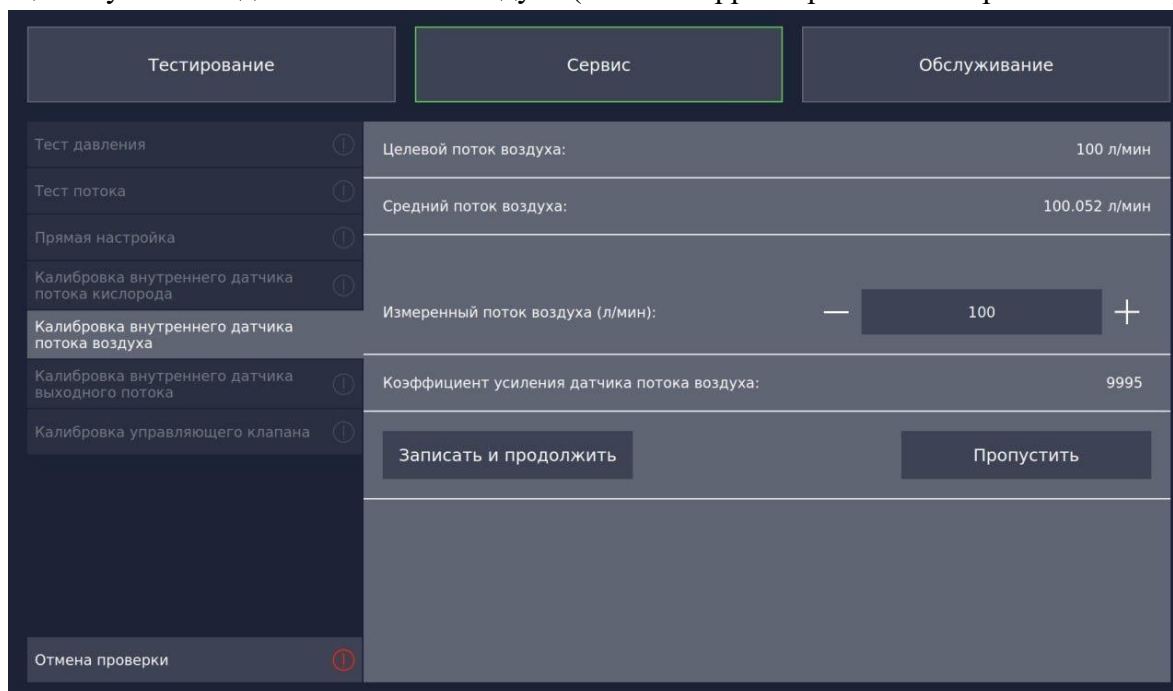 Тестирование
Сервис
Обслуживание
Тест давления
Тест потока
Прямая настройка
Калибровка внутреннего датчика
потока кислорода
Калибровка внутреннего датчика
потока воздуха
Калибровка внутреннего датчика
выходного потока
Калибровка управляющего клапана
Отмена проверки
Целевой поток воздуха: 100 л/мин
Средний поток воздуха: 100.052 л/мин
Измеренный поток воздуха (л/мин): — 100 +
Коэффициент усиления датчика потока воздуха: 9995
Записать и продолжить
Пропустить